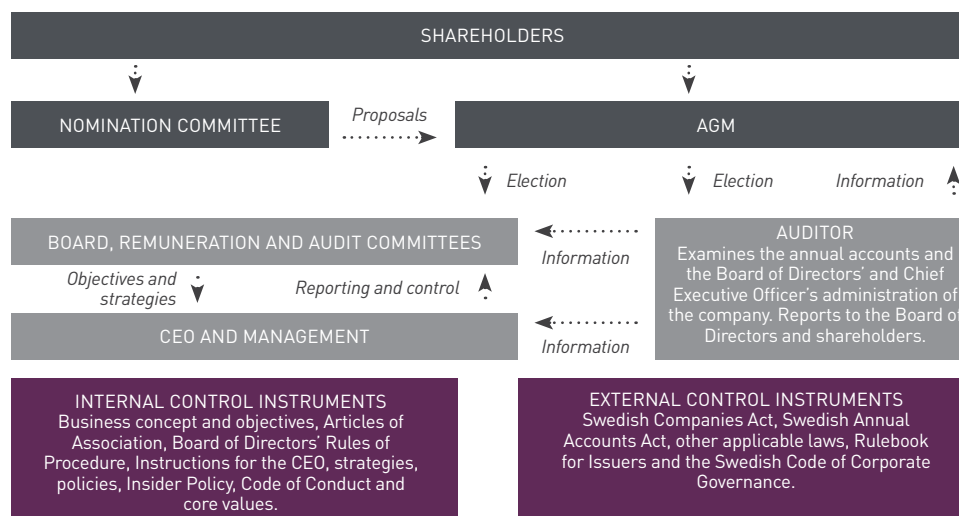 SHAREHOLDERS
NOMINATION COMMITTEE
Proposals
AGM
Election
Election
Information
BOARD, REMUNERATION AND AUDIT COMMITTEES
Information
AUDITOR
Examines the annual accounts and
the Board of Directors’ and Chief
Executive Officer’s administration of
the company. Reports to the Board of
Directors and shareholders.
Objectives and
strategies
Reporting and control
CEO AND MANAGEMENT
Information
INTERNAL CONTROL INSTRUMENTS
Business concept and objectives, Articles of
Association, Board of Directors’ Rules of
Procedure, Instructions for the CEO, strategies,
policies, Insider Policy, Code of Conduct and
core values.
EXTERNAL CONTROL INSTRUMENTS
Swedish Companies Act, Swedish Annual
Accounts Act, other applicable laws, Rulebook
for Issuers and the Swedish Code of Corporate
Governance.